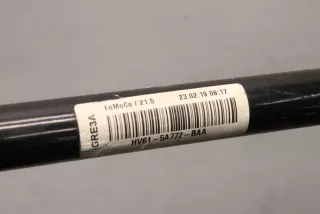 FoMoCo I 21.5 23.02.19 06:17
GRE3A
HV61-5A772-BAA